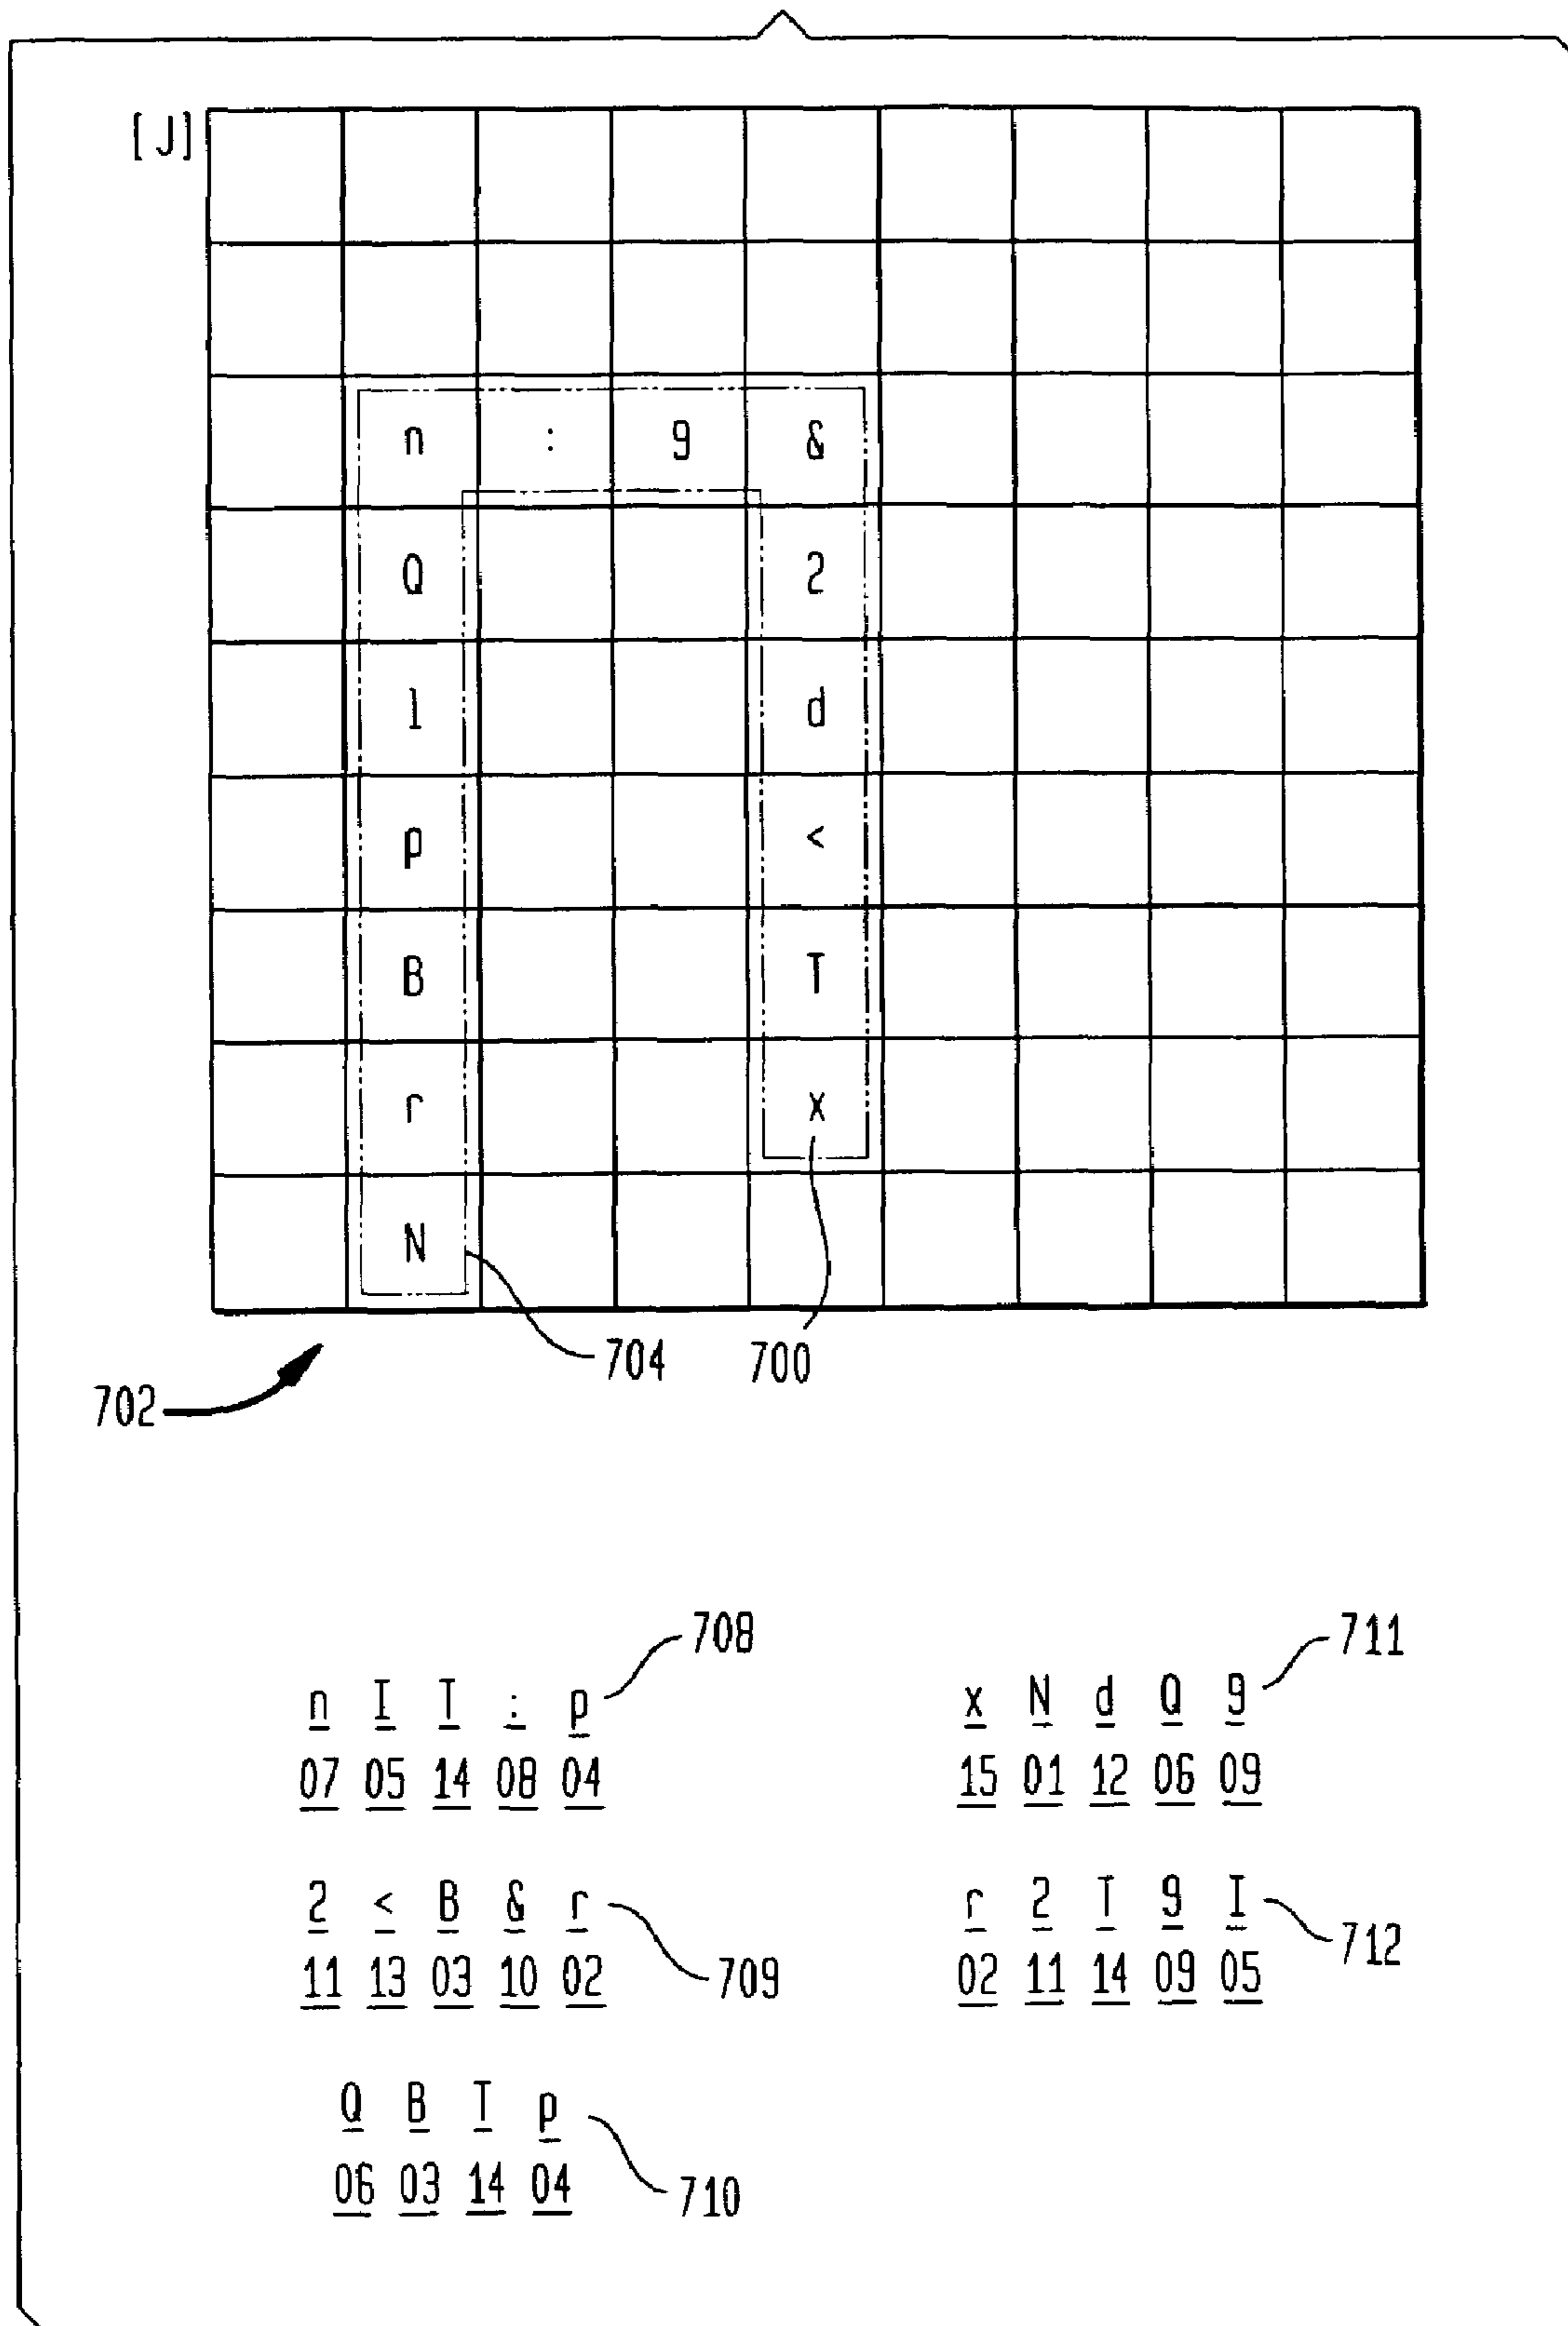 [J]
n : 9 &
Q 2
l d
p <
B T
r x
N
704 700
702
708
n I T : p
07 05 14 08 04
711
x N d Q 9
15 01 12 06 09
2 < B & r
11 13 03 10 02
709
r 2 T 9 I
02 11 14 09 05
712
Q B T p
06 03 14 04
710